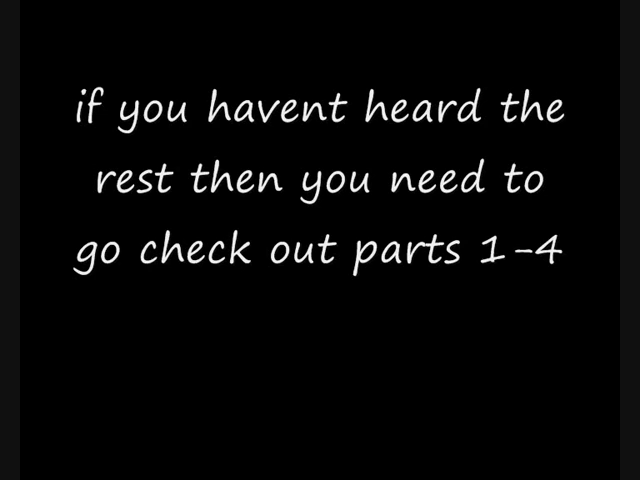 if you havent heard the
rest then you need to
go check out parts 1-4